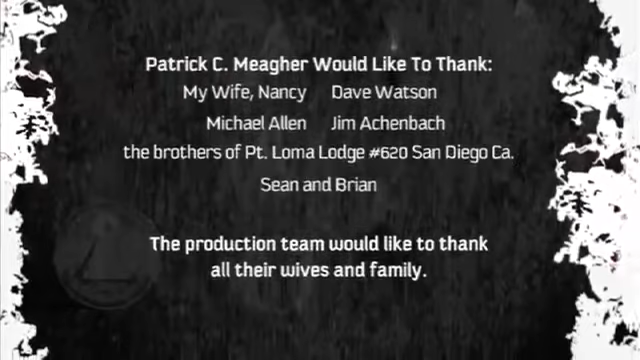 Patrick C. Meagher Would Like To Thank:
My Wife, Nancy Dave Watson
Michael Allen Jim Achenbach
the brothers of Pt. Loma Lodge #620 San Diego Ca.
Sean and Brian
The production team would like to thank
all their wives and family.